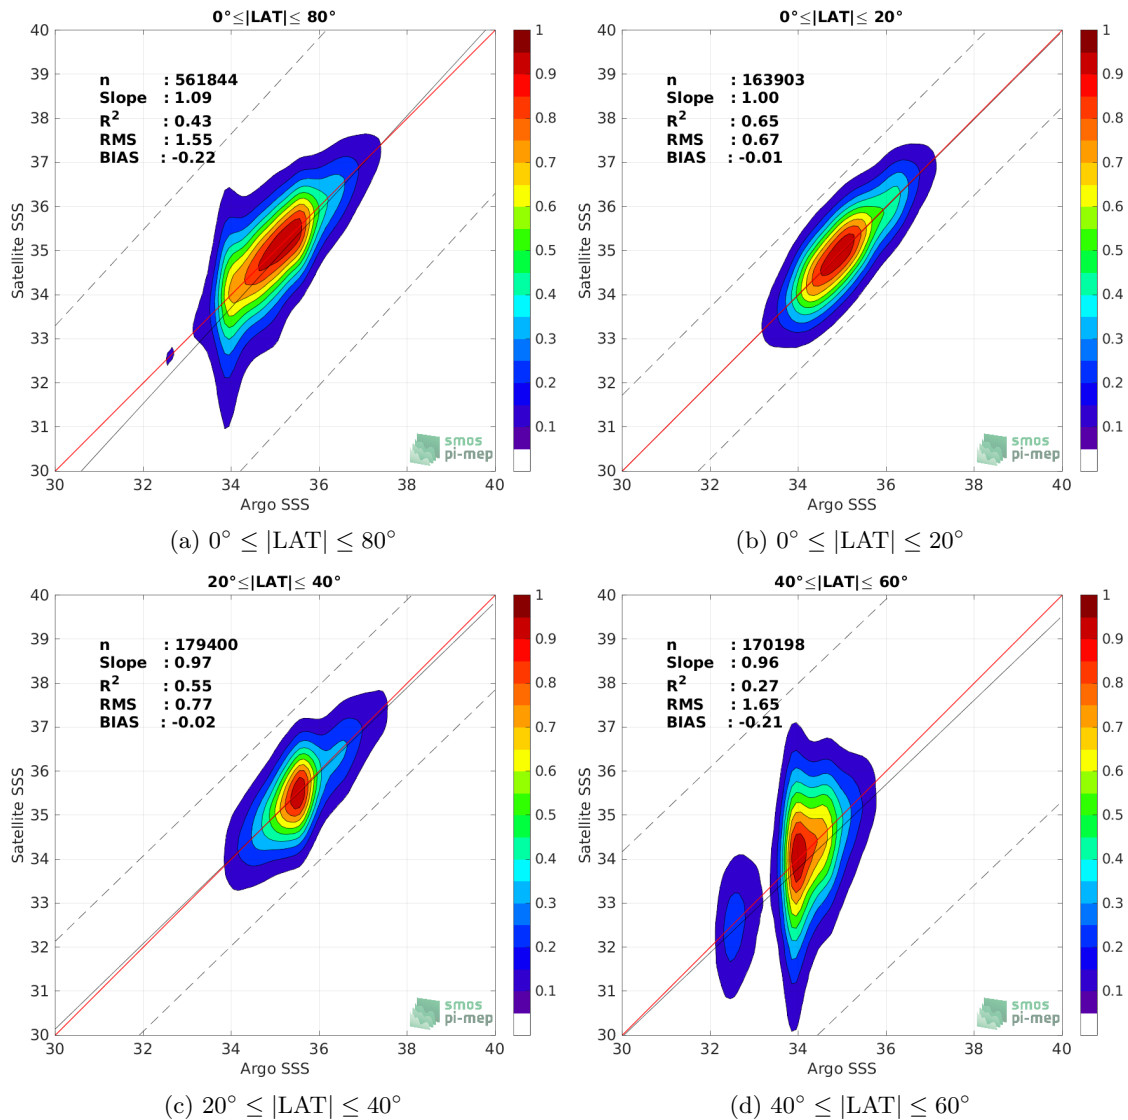 0°≤|LAT|≤ 80°
40
39
38
37
36
35
34
33
32
31
30
Satellite SSS
n : 561844
Slope : 1.09
R² : 0.43
RMS : 1.55
BIAS : -0.22
smos
pi-mep
30 32 34 36 38 40
Argo SSS
1
0.9
0.8
0.7
0.6
0.5
0.4
0.3
0.2
0.1
(a) 0° ≤ |LAT| ≤ 80°
0°≤|LAT|≤ 20°
40
39
38
37
36
35
34
33
32
31
30
Satellite SSS
n : 163903
Slope : 1.00
R² : 0.65
RMS : 0.67
BIAS : -0.01
smos
pi-mep
30 32 34 36 38 40
Argo SSS
1
0.9
0.8
0.7
0.6
0.5
0.4
0.3
0.2
0.1
(b) 0° ≤ |LAT| ≤ 20°
20°≤|LAT|≤ 40°
40
39
38
37
36
35
34
33
32
31
30
Satellite SSS
n : 179400
Slope : 0.97
R² : 0.55
RMS : 0.77
BIAS : -0.02
smos
pi-mep
30 32 34 36 38 40
Argo SSS
1
0.9
0.8
0.7
0.6
0.5
0.4
0.3
0.2
0.1
(c) 20° ≤ |LAT| ≤ 40°
40°≤|LAT|≤ 60°
40
39
38
37
36
35
34
33
32
31
30
Satellite SSS
n : 170198
Slope : 0.96
R² : 0.27
RMS : 1.65
BIAS : -0.21
smos
pi-mep
30 32 34 36 38 40
Argo SSS
1
0.9
0.8
0.7
0.6
0.5
0.4
0.3
0.2
0.1
(d) 40° ≤ |LAT| ≤ 60°